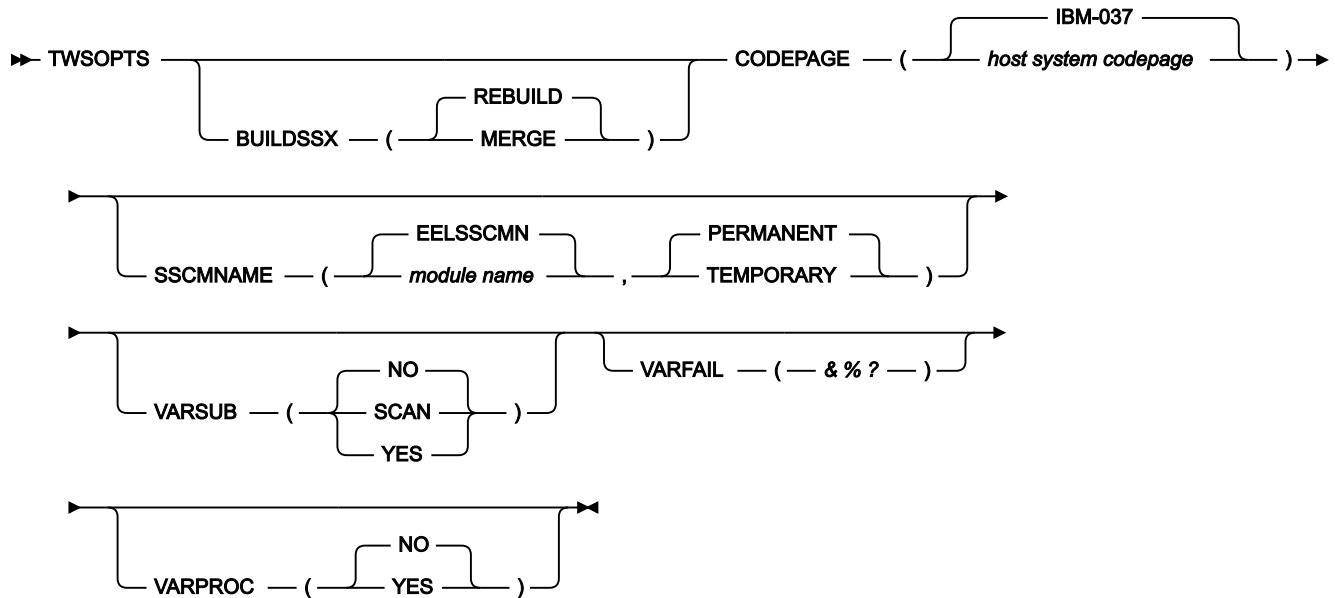 IBM-037
TWSOPTS CODEPAGE ( host system codepage )
REBUILD
BUILDSSX ( MERGE )
EELSSCMN PERMANENT
SSCMNAME ( module name , TEMPORARY )
NO VARFAIL ( & % ? )
VARSUB ( SCAN )
YES
NO
VARPROC ( YES )